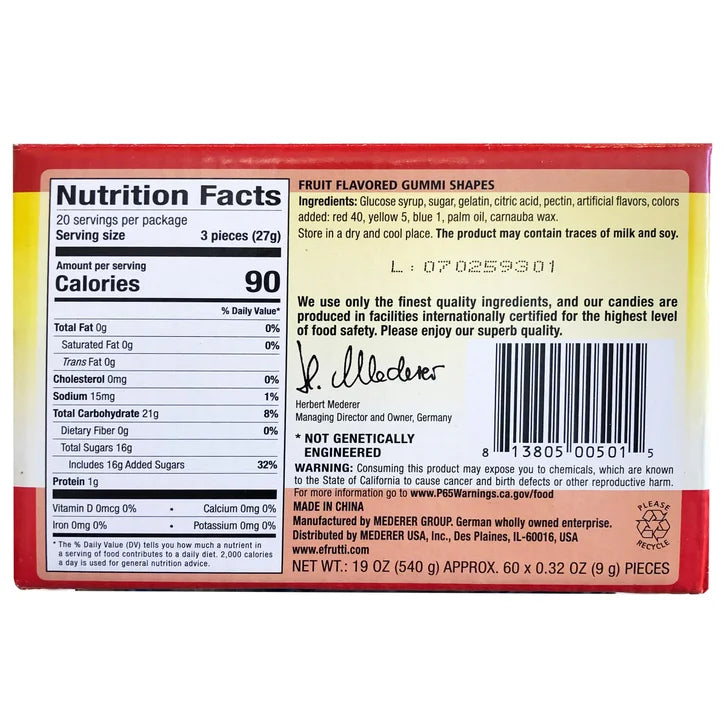 Nutrition Facts
20 servings per package
Serving size 3 pieces (27g)
Amount per serving
Calories 90
% Daily Value*
Total Fat 0g 0%
Saturated Fat 0g 0%
Trans Fat 0g
Cholesterol 0mg 0%
Sodium 15mg 1%
Total Carbohydrate 21g 8%
Dietary Fiber 0g 0%
Total Sugars 16g
Includes 16g Added Sugars 32%
Protein 1g
Vitamin D 0mcg 0% • Calcium 0mg 0%
Iron 0mg 0% • Potassium 0mg 0%
* The % Daily Value (DV) tells you how much a nutrient in
a serving of food contributes to a daily diet. 2,000 calories
a day is used for general nutrition advice.
FRUIT FLAVORED GUMMI SHAPES
Ingredients: Glucose syrup, sugar, gelatin, citric acid, pectin, artificial flavors, colors
added: red 40, yellow 5, blue 1, palm oil, carnauba wax.
Store in a dry and cool place. The product may contain traces of milk and soy.
L: 070259301
We use only the finest quality ingredients, and our candies are
produced in facilities internationally certified for the highest level
of food safety. Please enjoy our superb quality.
H. Mederer
Herbert Mederer
Managing Director and Owner, Germany
* NOT GENETICALLY
ENGINEERED
8 13805 00501 5
WARNING: Consuming this product may expose you to chemicals, which are known
to the State of California to cause cancer and birth defects or other reproductive harm.
For more information go to www.P65Warnings.ca.gov/food
MADE IN CHINA
Manufactured by MEDERER GROUP. German wholly owned enterprise.
Distributed by MEDERER USA, Inc., Des Plaines, IL-60016, USA
www.efrutti.com
PLEASE
RECYCLE
NET WT.: 19 OZ (540 g) APPROX. 60 x 0.32 OZ (9 g) PIECES